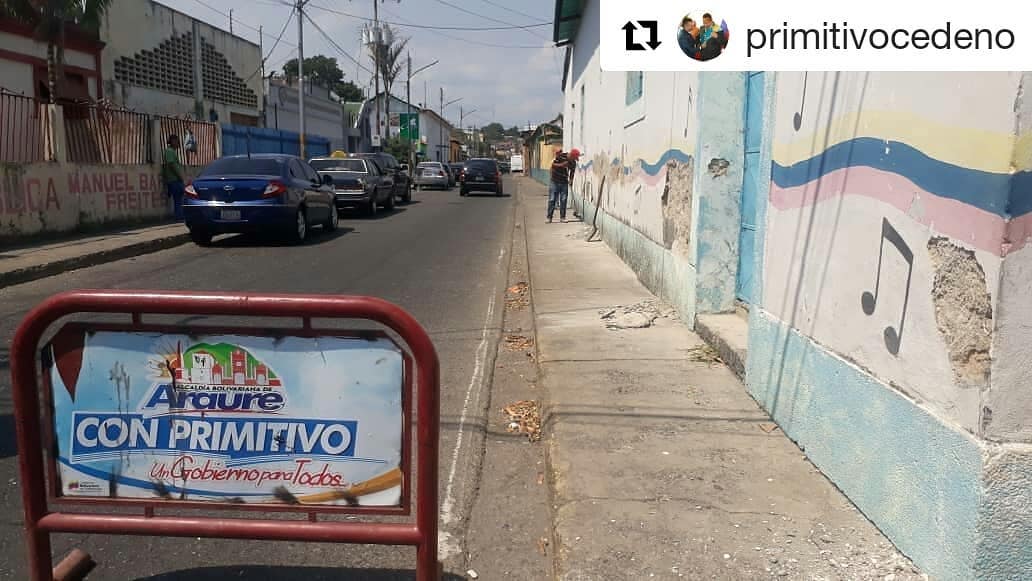 primitivocedeno
MANUEL
FREITE
ALCALDÍA BOLIVARIANA DE
Araure
CON PRIMITIVO
Un Gobierno para Todos